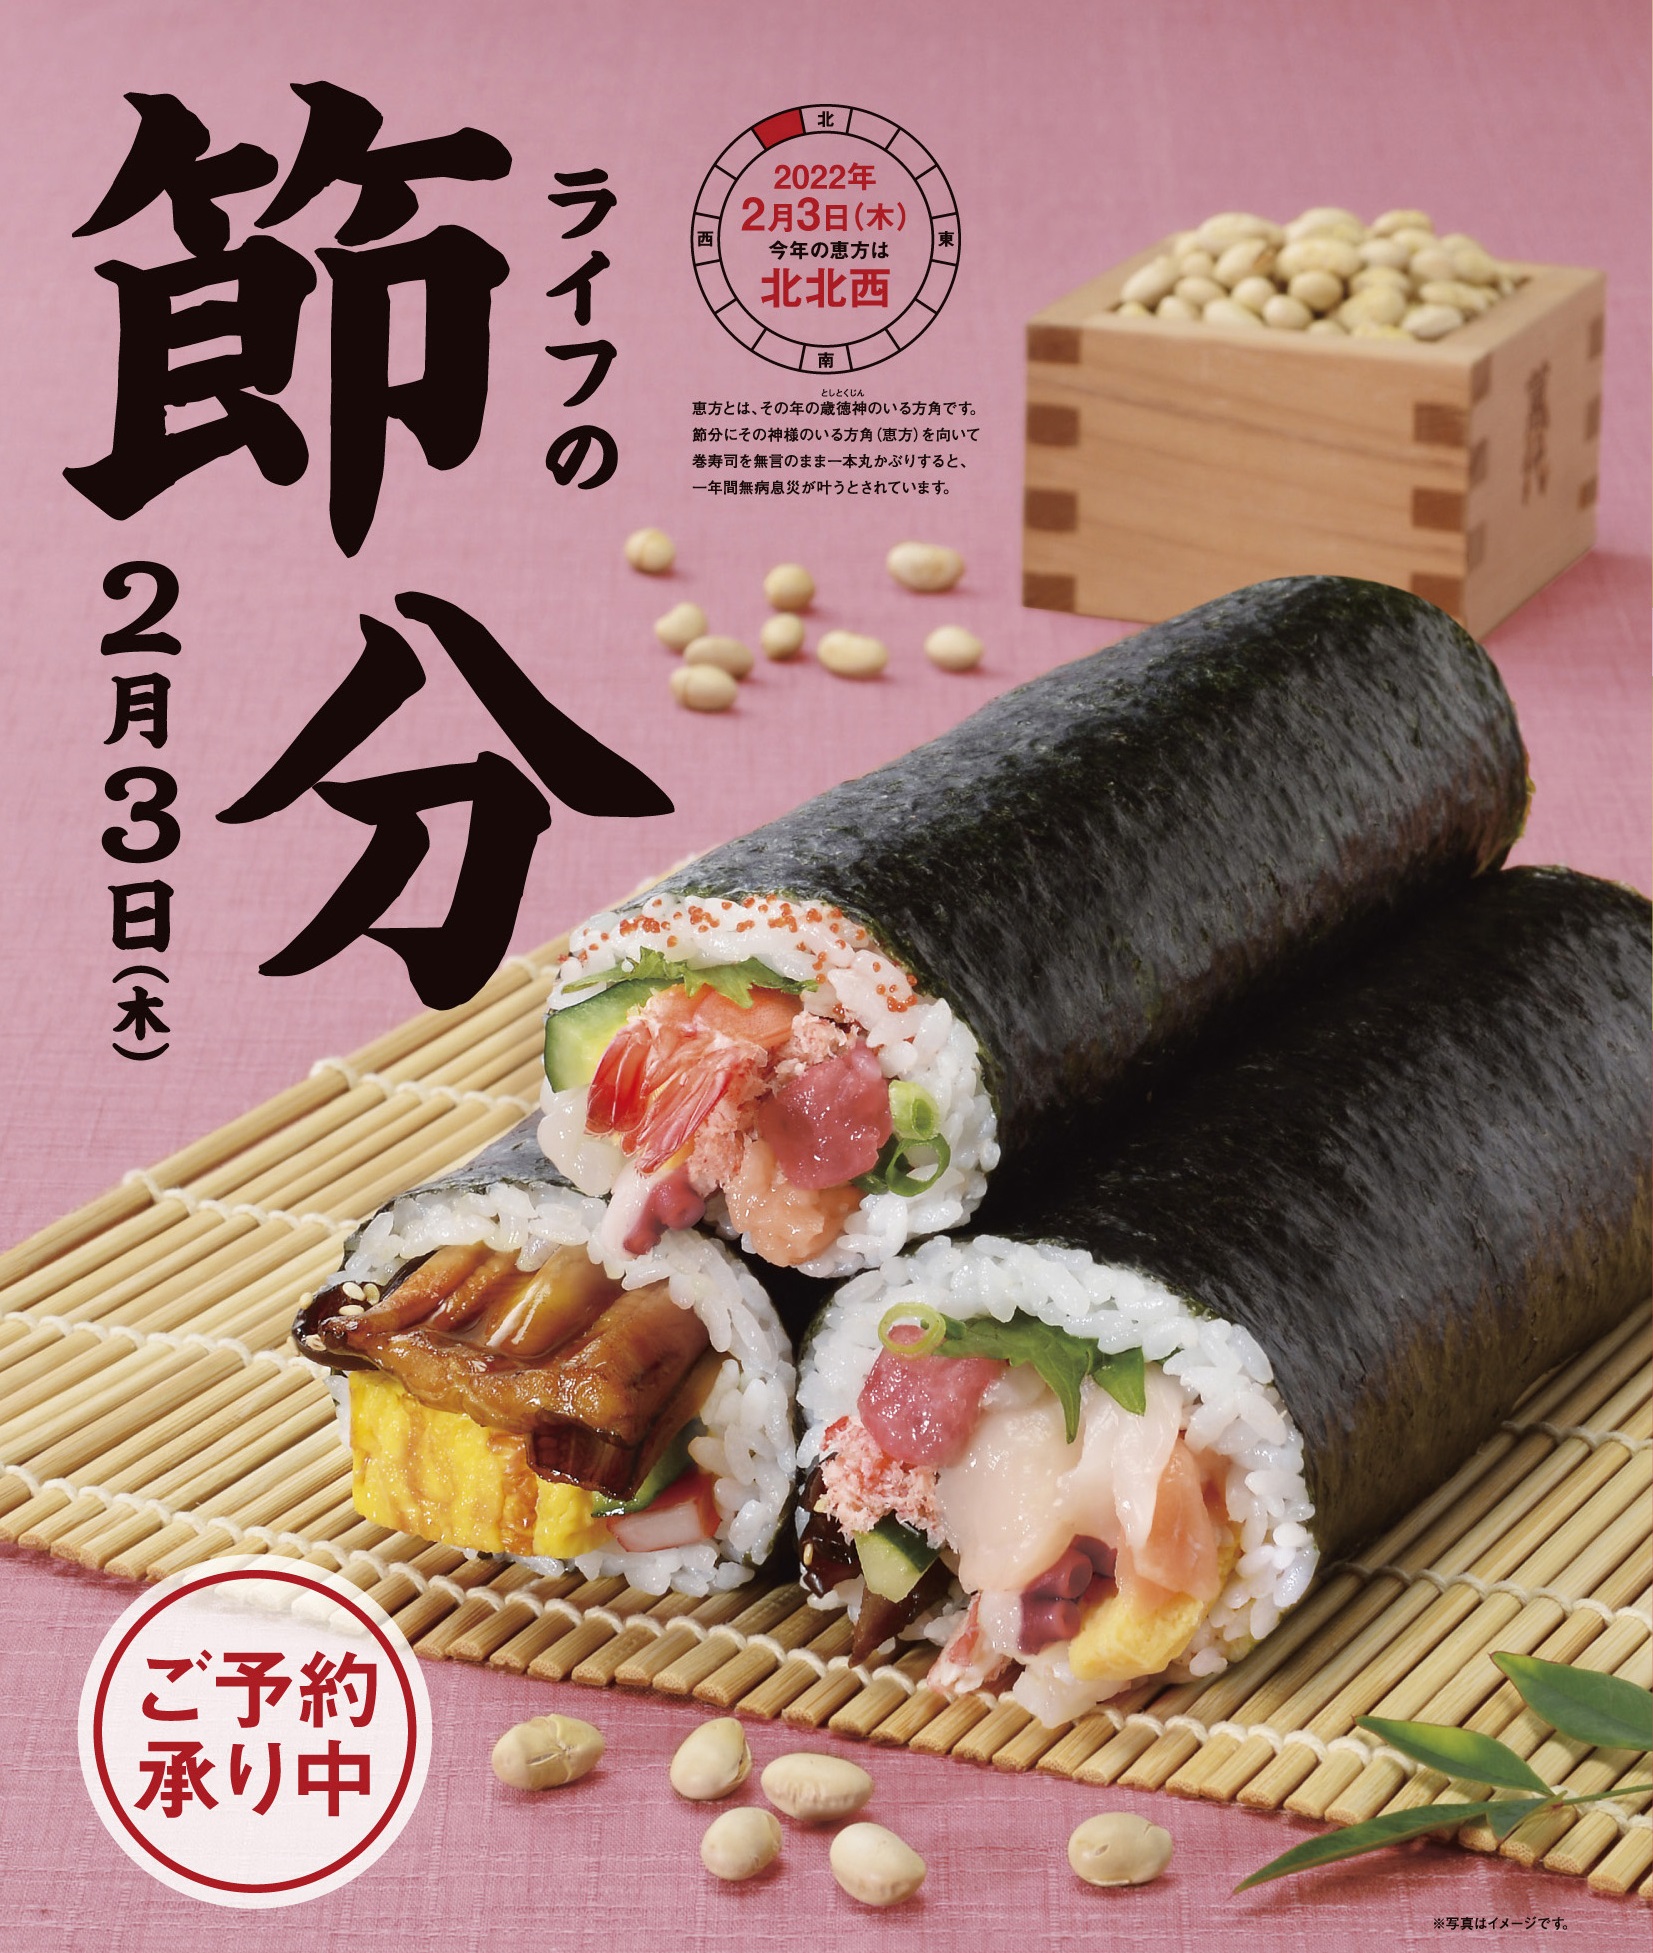 ライフの
節分
2月3日（木）
北
東
南
西
2022年
2月3日（木）
今年の恵方は
北北西
としとくじん
恵方とは、その年の歳徳神のいる方角です。
節分にその神様のいる方角（恵方）を向いて
巻寿司を無言のまま一本丸かぶりすると、
一年間無病息災が叶うとされています。
ご予約
承り中
※写真はイメージです。